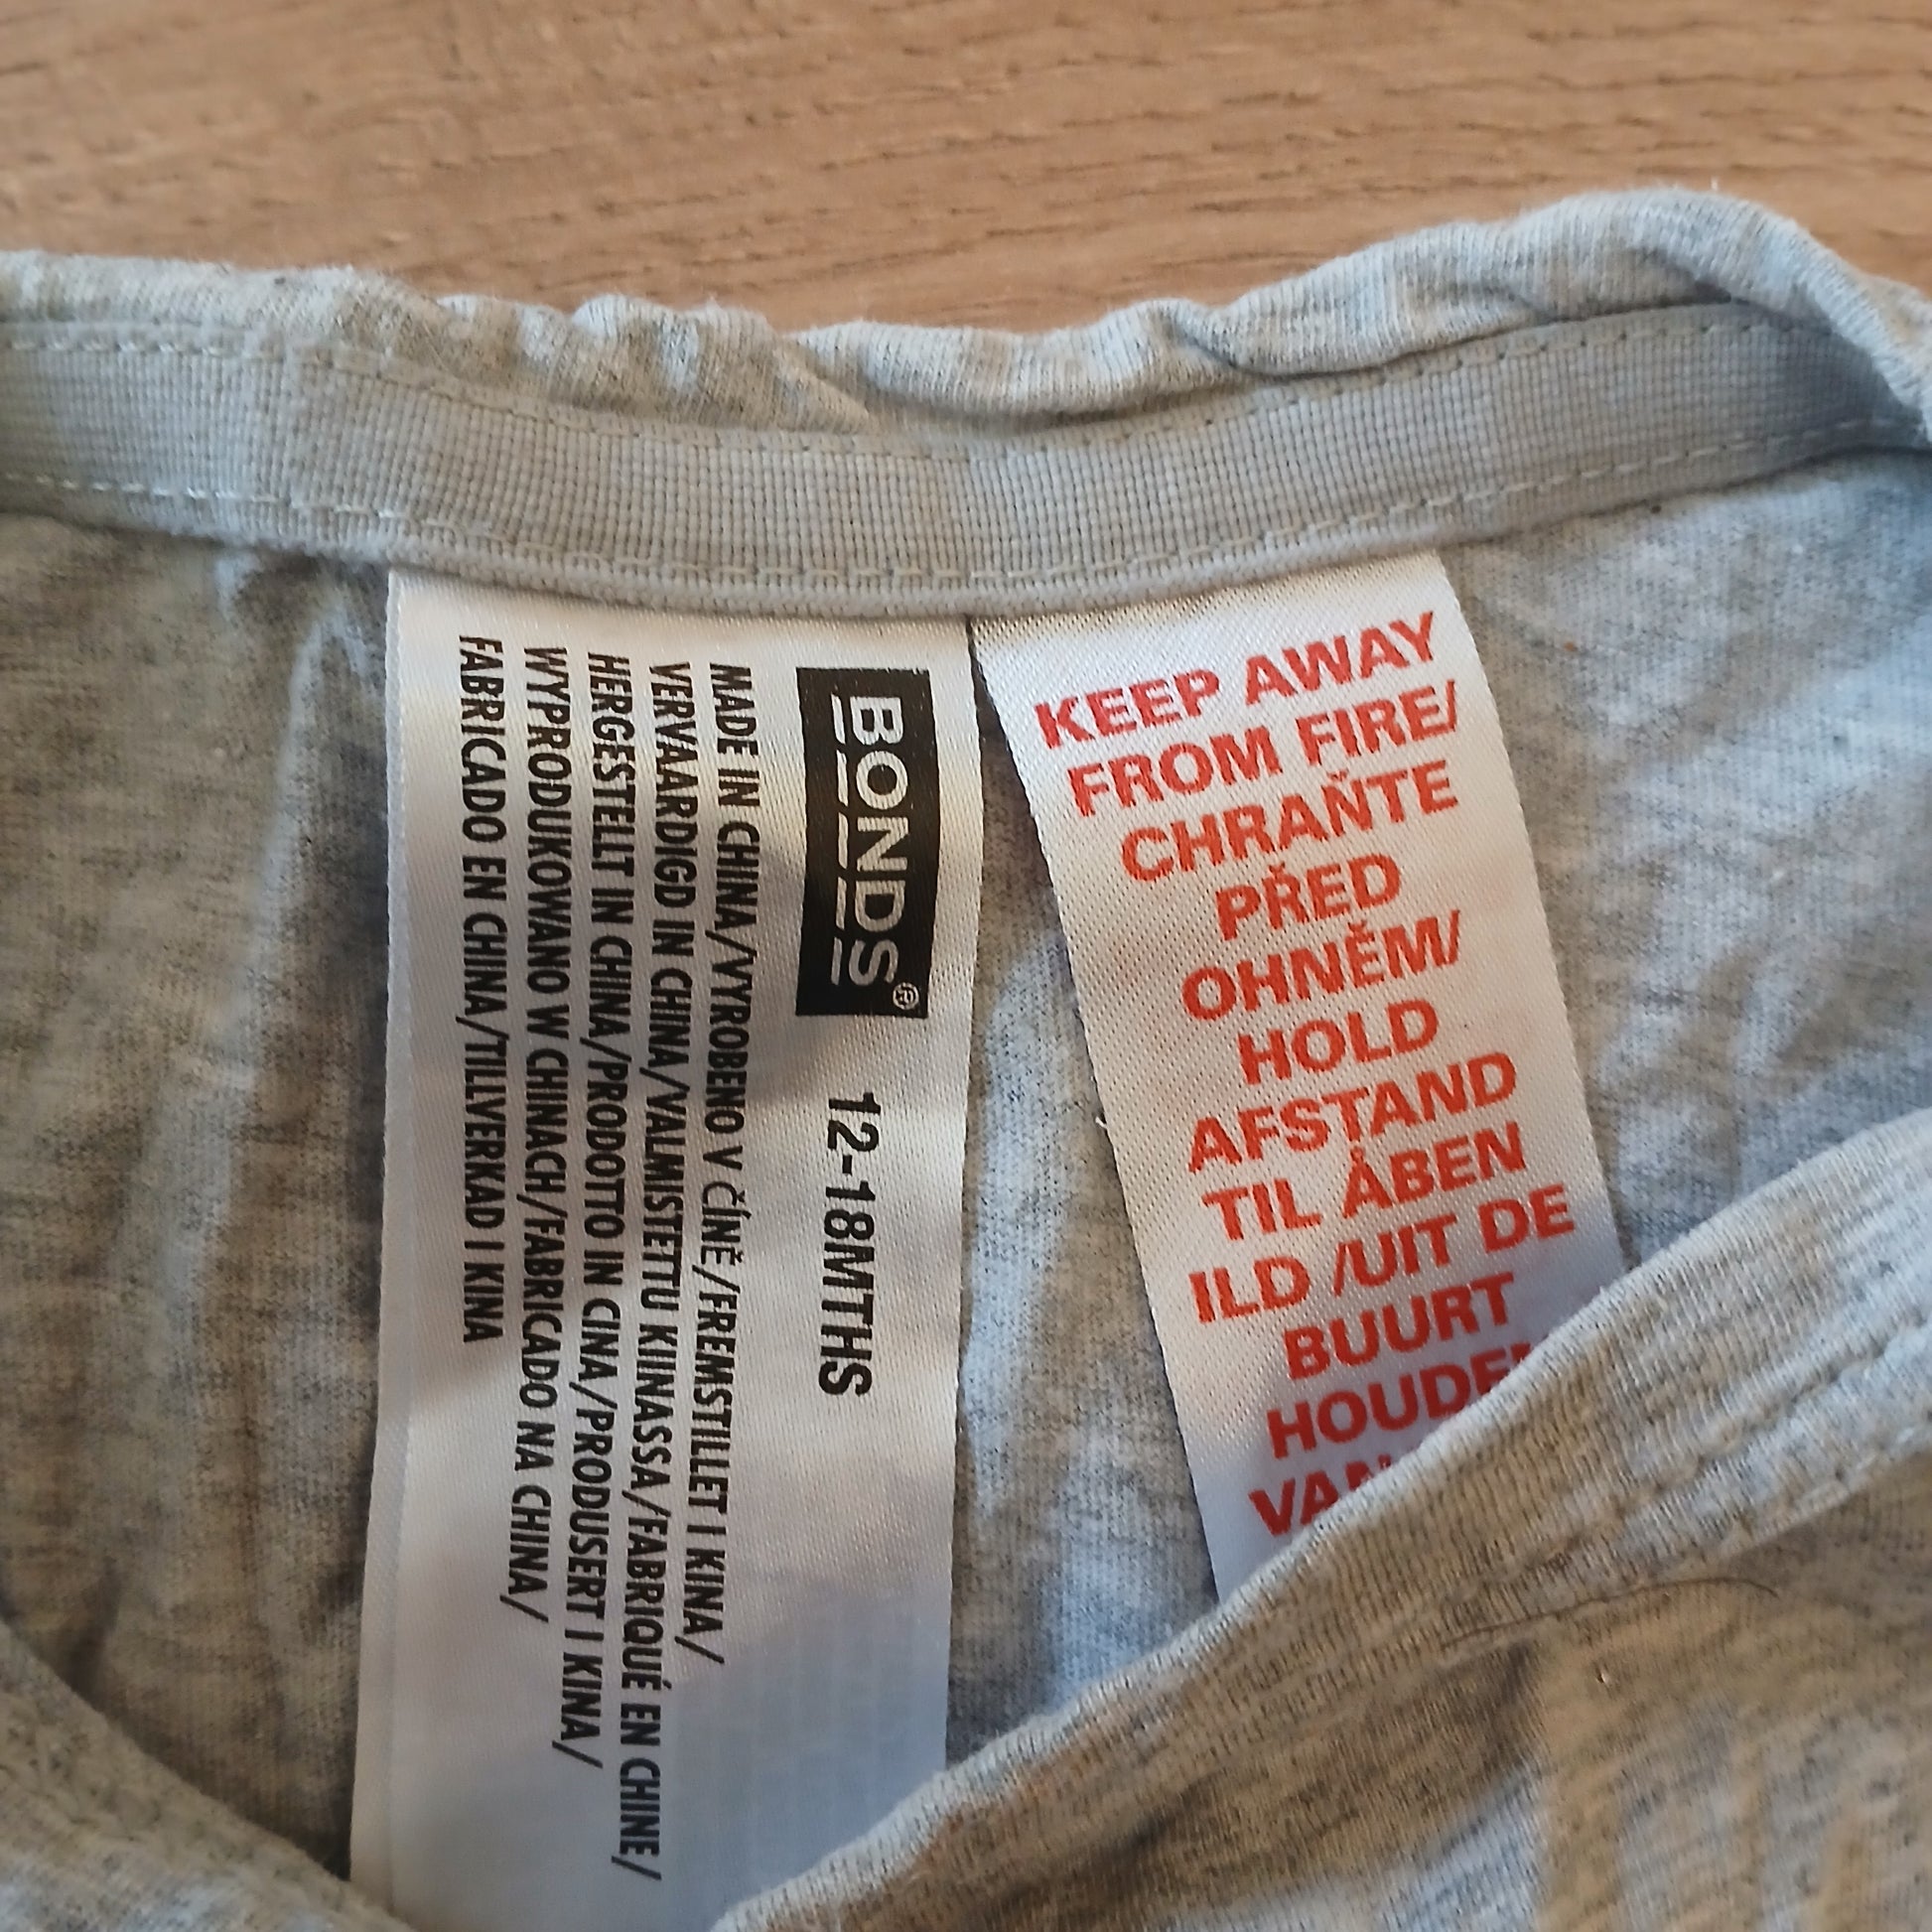 BONDS®
12-18MTHS
MADE IN CHINA/VYROBENO V ČÍNĚ/FREMSTILLET I KINA/
VERVAARDIGD IN CHINA/VALMISTETTU KIINASSA/FABRIQUÉ EN CHINE/
HERGESTELLT IN CHINA/PRODOTTO IN CINA/PRODUSERT I KINA/
WYPRODUKOWANO W CHINACH/FABRICADO NA CHINA/
FABRICADO EN CHINA/TILLVERKAD I KINA
KEEP AWAY
FROM FIRE/
CHRAŇTE
PŘED
OHNĚM/
HOLD
AFSTAND
TIL ÅBEN
ILD /UIT DE
BUURT